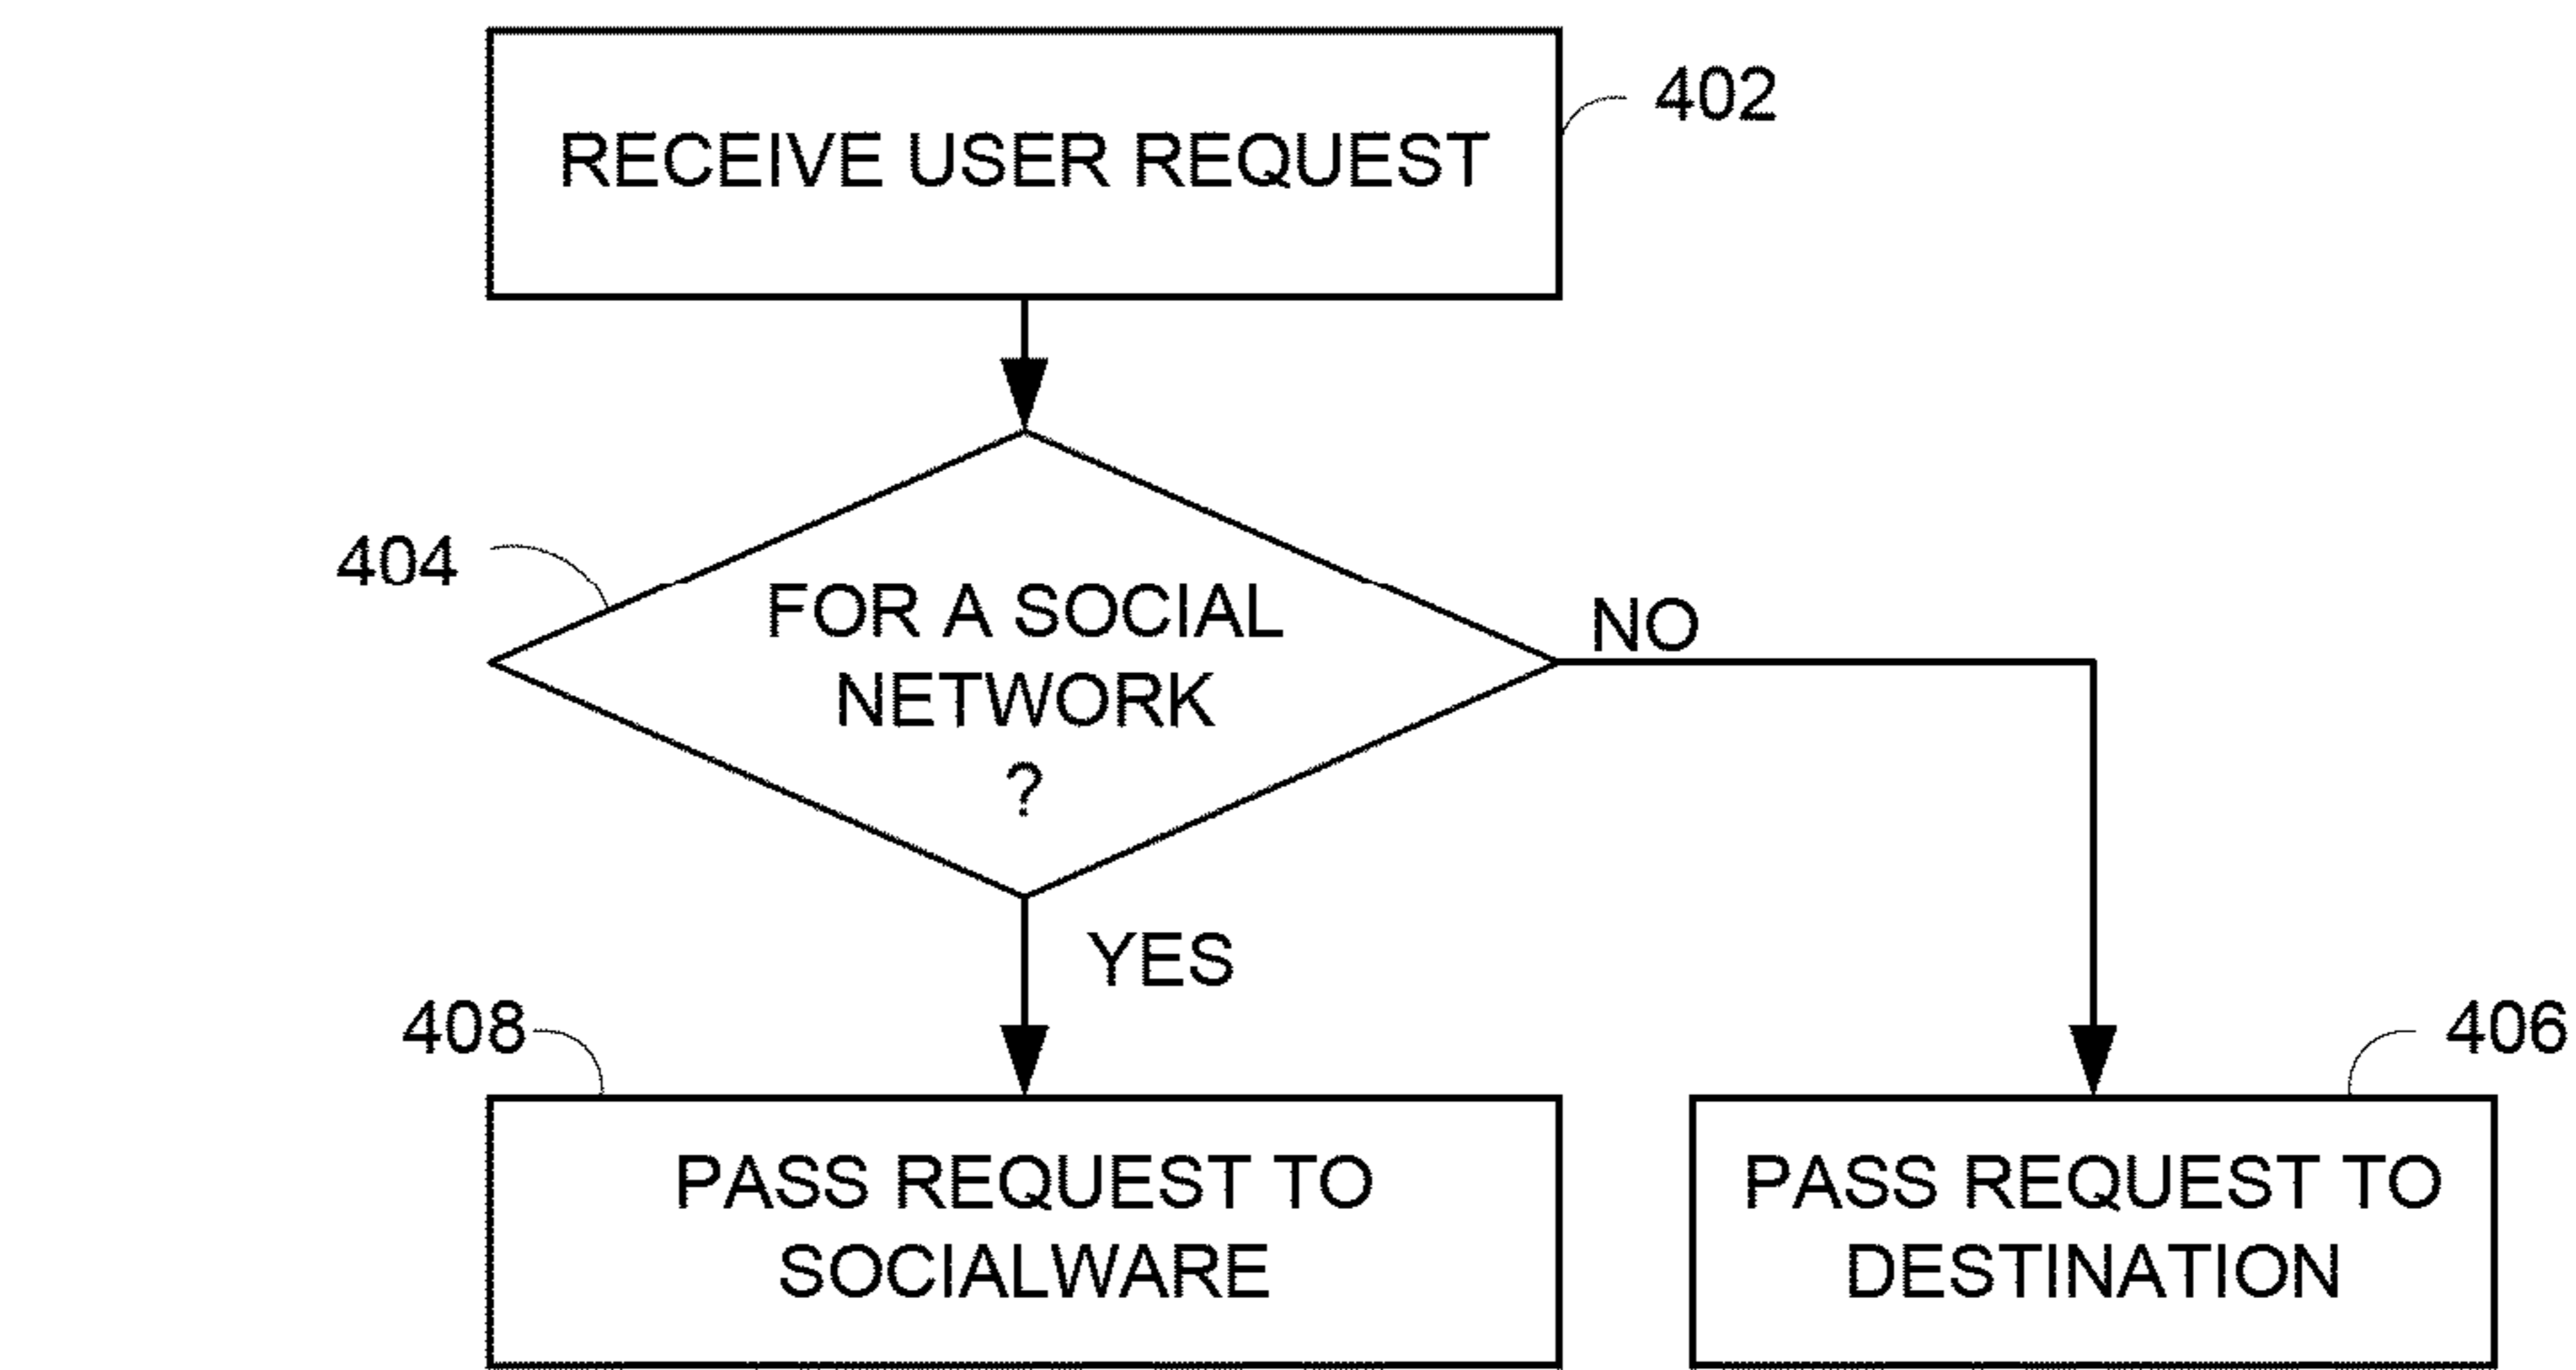 RECEIVE USER REQUEST
402
404
FOR A SOCIAL
NETWORK
?
NO
YES
408
PASS REQUEST TO
SOCIALWARE
406
PASS REQUEST TO
DESTINATION